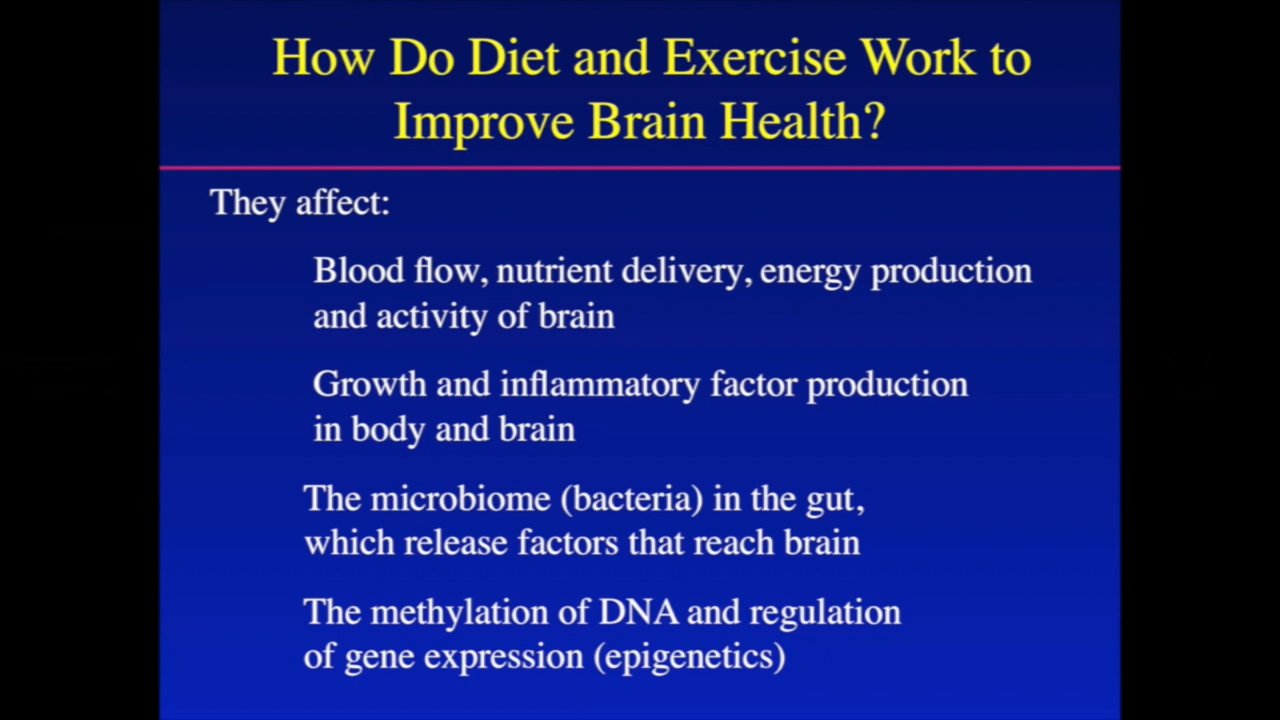 How Do Diet and Exercise Work to
Improve Brain Health?
They affect:
Blood flow, nutrient delivery, energy production
and activity of brain
Growth and inflammatory factor production
in body and brain
The microbiome (bacteria) in the gut,
which release factors that reach brain
The methylation of DNA and regulation
of gene expression (epigenetics)